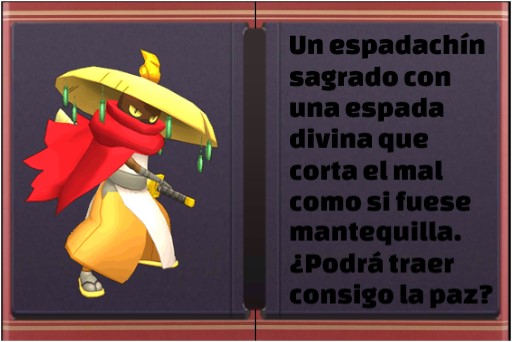 Un espadachín
sagrado con
una espada
divina que
corta el mal
como si fuese
mantequilla.
¿Podrá traer
consigo la paz?